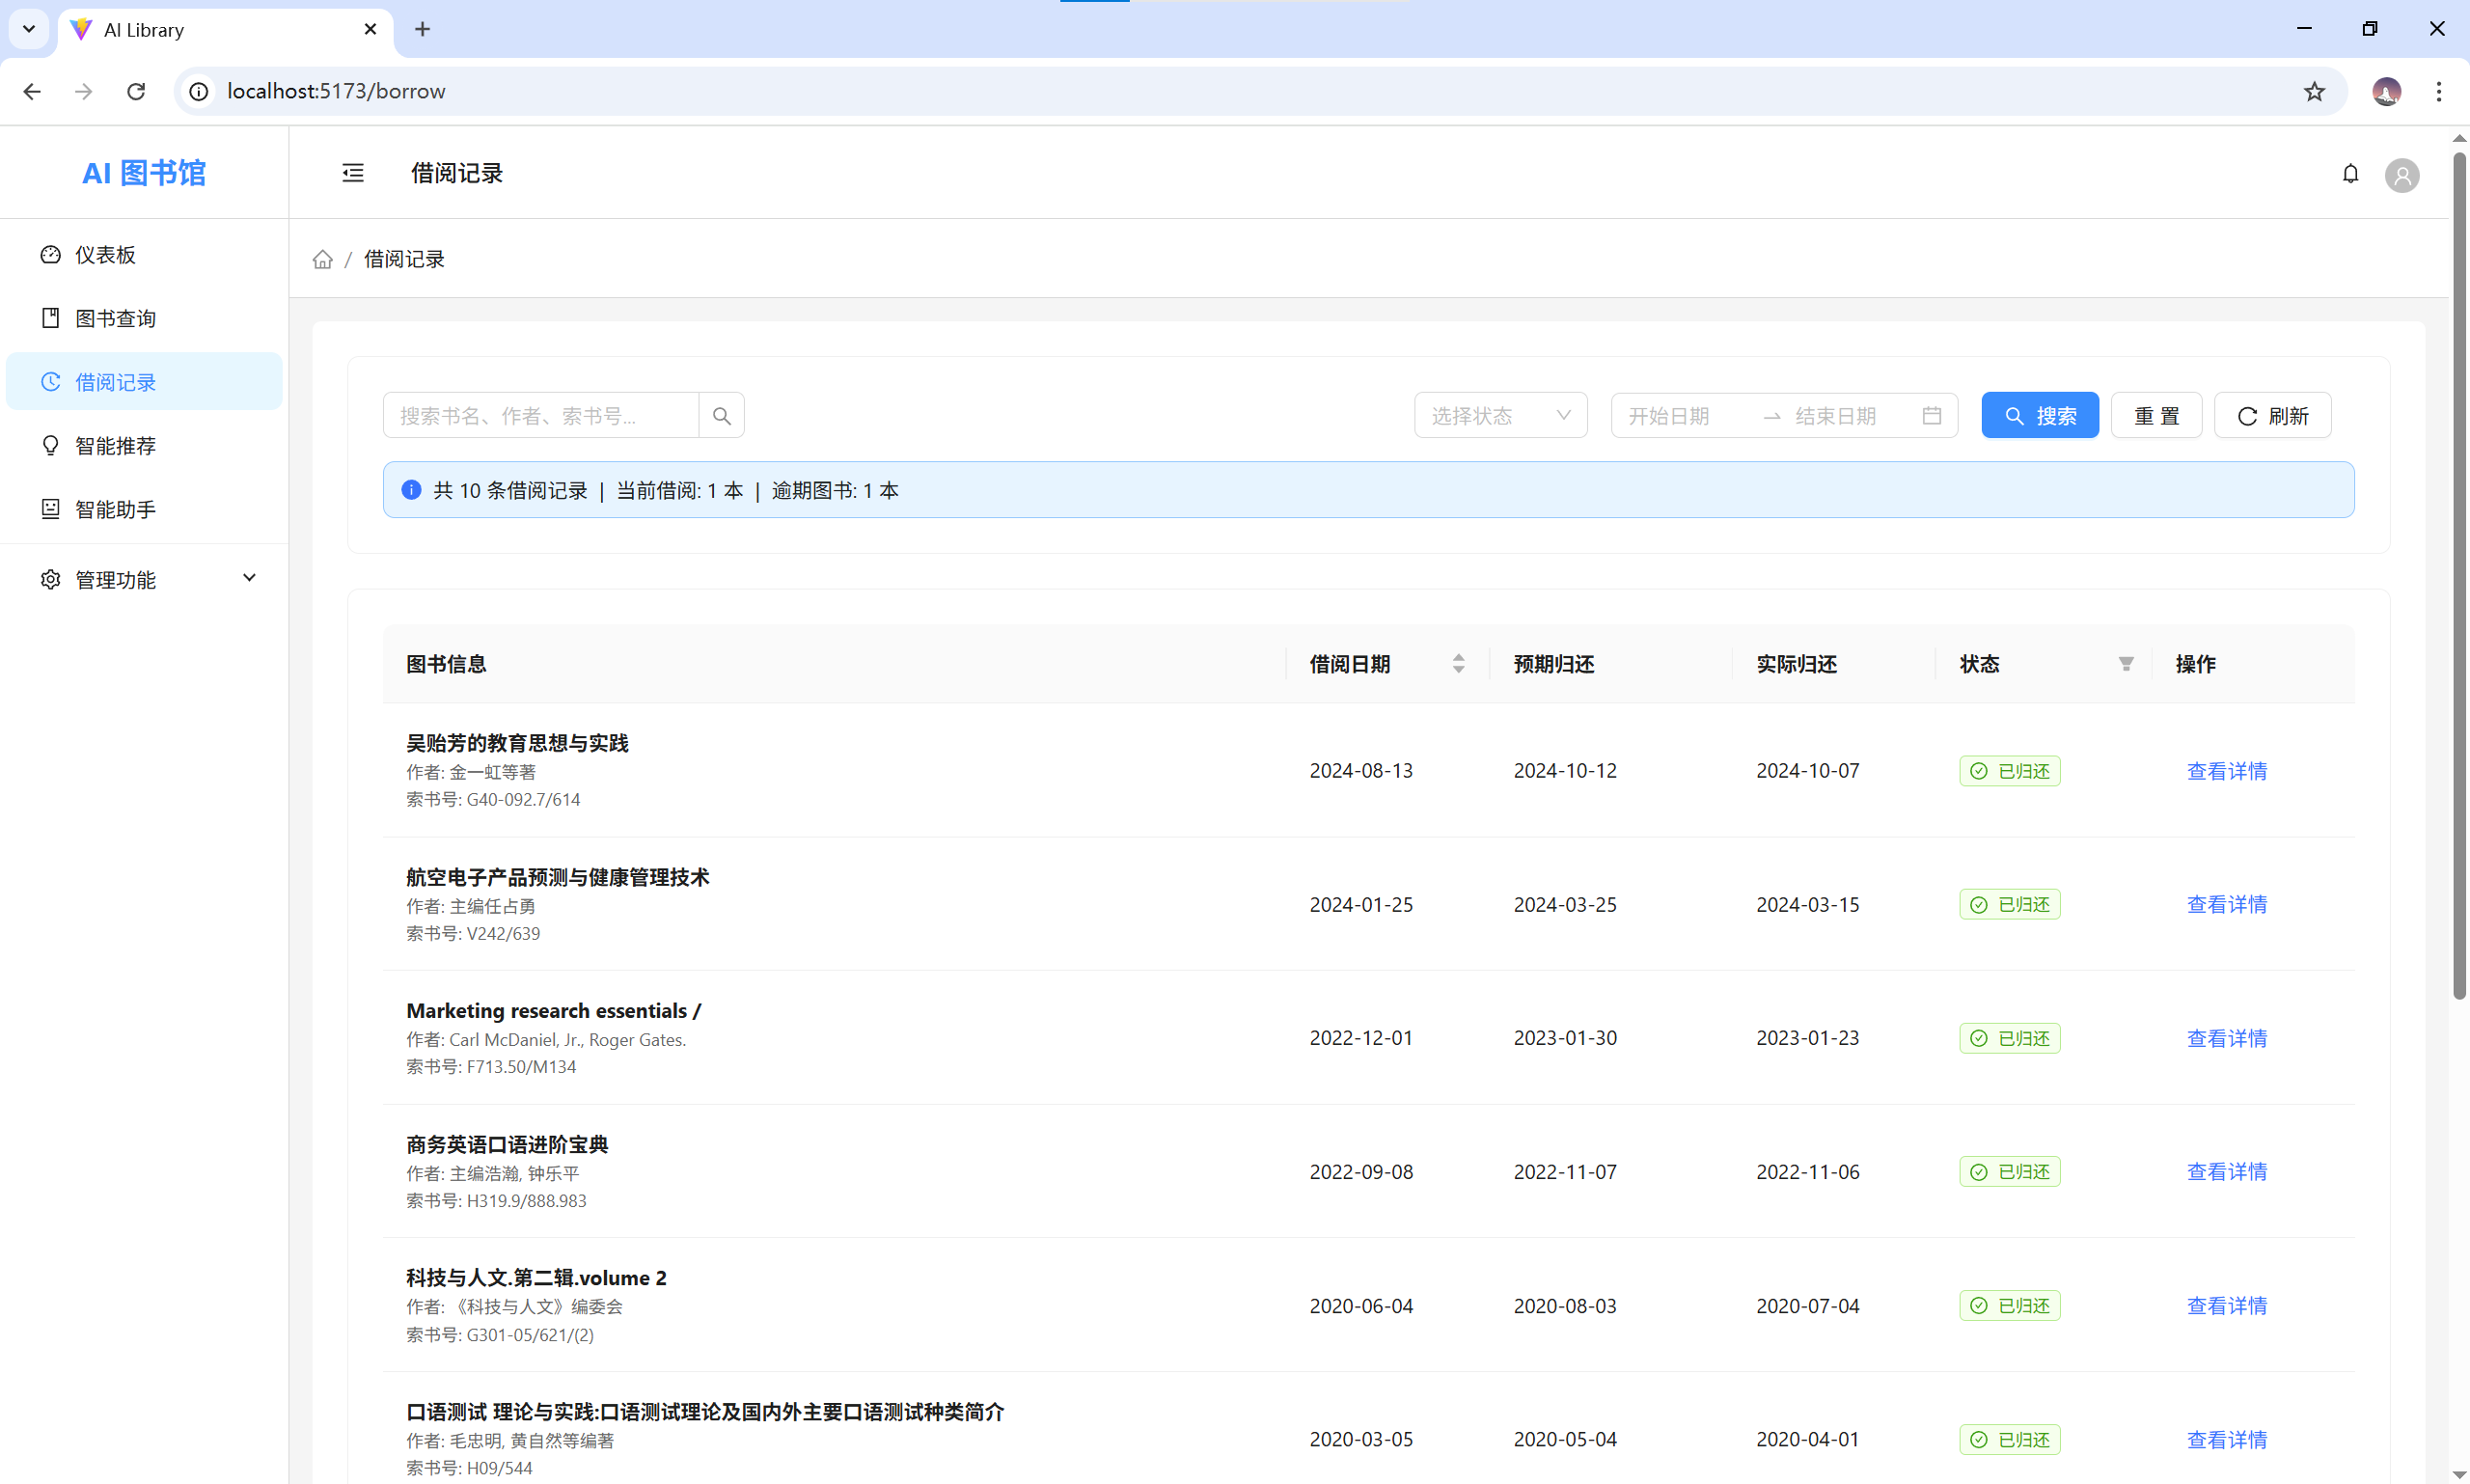 AI Library
localhost:5173/borrow
AI 图书馆
借阅记录
仪表板
图书查询
借阅记录
智能推荐
智能助手
管理功能
/ 借阅记录
搜索书名、作者、索书号...
选择状态
开始日期
结束日期
搜索
重 置
刷新
共 10 条借阅记录 | 当前借阅: 1 本 | 逾期图书: 1 本
图书信息 借阅日期 预期归还 实际归还 状态 操作
吴贻芳的教育思想与实践
作者: 金一虹等著
索书号: G40-092.7/614
2024-08-13 2024-10-12 2024-10-07 已归还 查看详情
航空电子产品预测与健康管理技术
作者: 主编任占勇
索书号: V242/639
2024-01-25 2024-03-25 2024-03-15 已归还 查看详情
Marketing research essentials /
作者: Carl McDaniel, Jr., Roger Gates.
索书号: F713.50/M134
2022-12-01 2023-01-30 2023-01-23 已归还 查看详情
商务英语口语进阶宝典
作者: 主编浩瀚, 钟乐平
索书号: H319.9/888.983
2022-09-08 2022-11-07 2022-11-06 已归还 查看详情
科技与人文.第二辑.volume 2
作者: 《科技与人文》编委会
索书号: G301-05/621/(2)
2020-06-04 2020-08-03 2020-07-04 已归还 查看详情
口语测试 理论与实践:口语测试理论及国内外主要口语测试种类简介
作者: 毛忠明, 黄自然等编著
索书号: H09/544
2020-03-05 2020-05-04 2020-04-01 已归还 查看详情